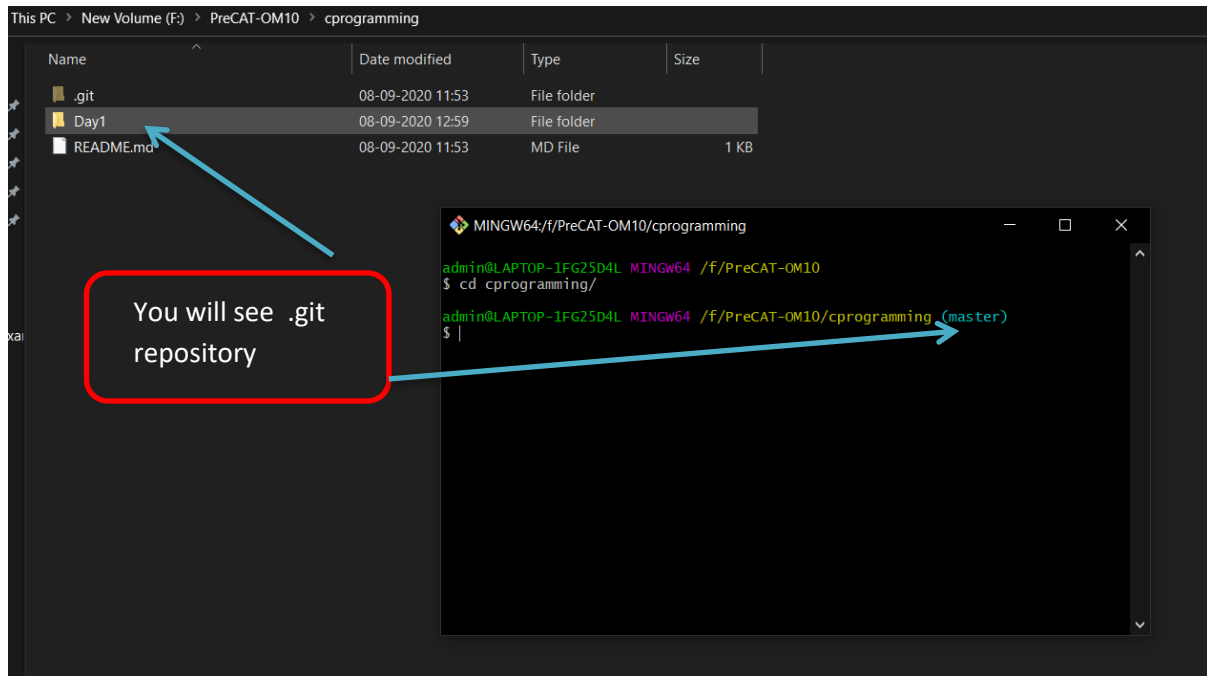 This PC > New Volume (F:) > PreCAT-OM10 > cprogramming
Name Date modified Type Size
.git 08-09-2020 11:53 File folder
Day1 08-09-2020 12:59 File folder
README.md 08-09-2020 11:53 MD File 1 KB
MINGW64:/f/PreCAT-OM10/cprogramming
admin@LAPTOP-1FG25D4L MINGW64 /f/PreCAT-OM10
$ cd cprogramming/
admin@LAPTOP-1FG25D4L MINGW64 /f/PreCAT-OM10/cprogramming (master)
$
You will see .git
repository